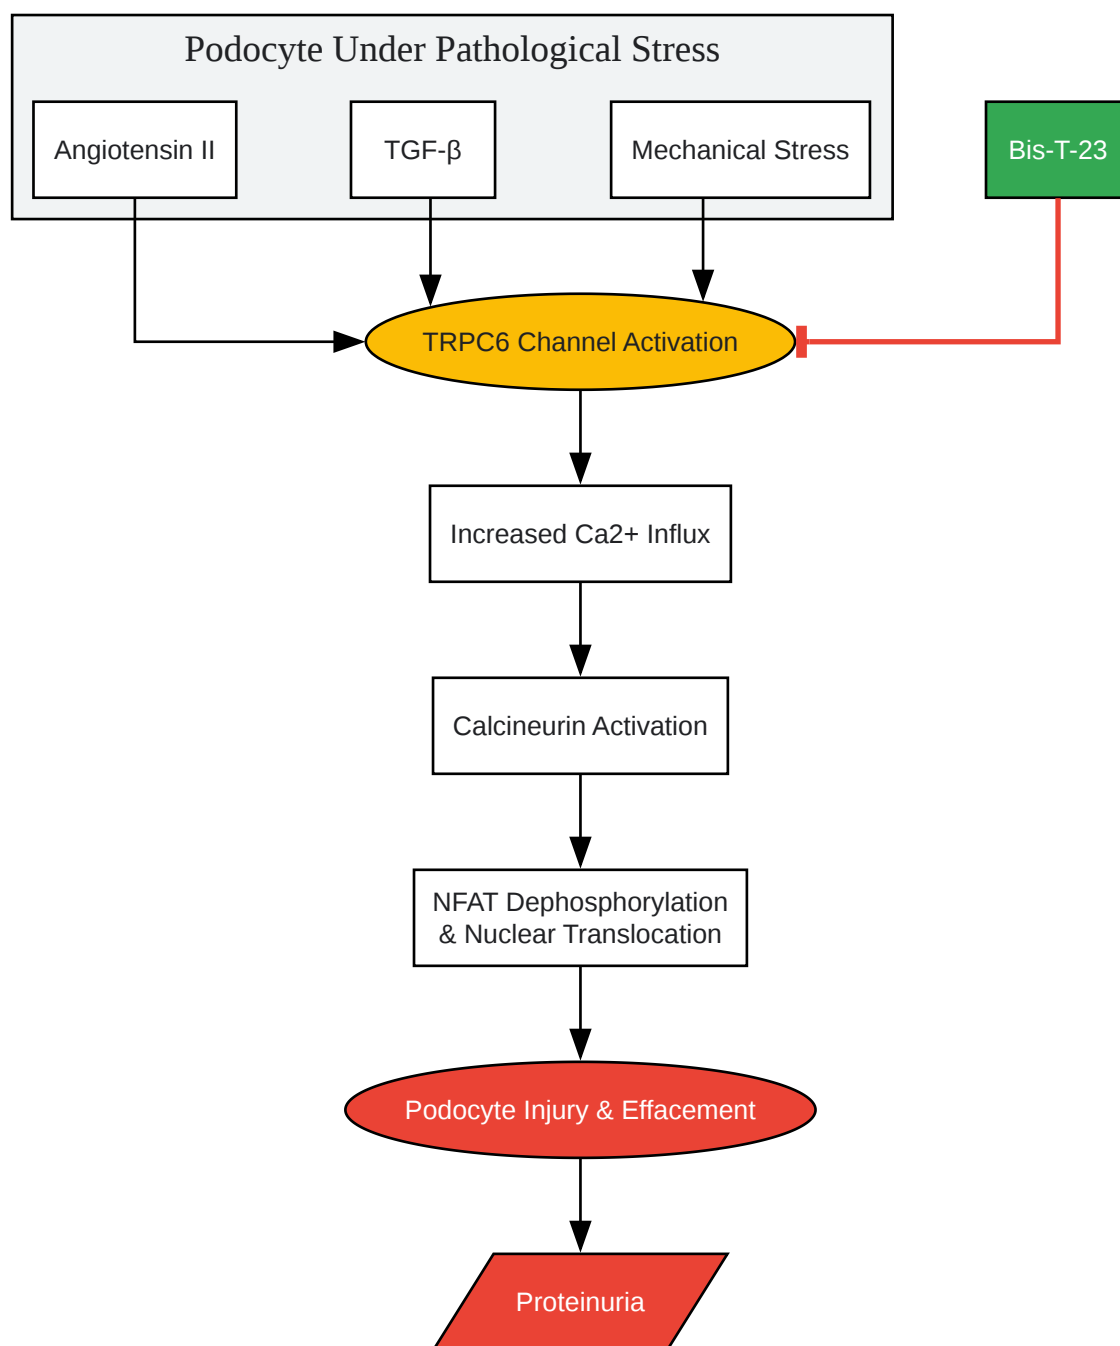 Podocyte Under Pathological Stress
Angiotensin II
TGF-β
Mechanical Stress
Bis-T-23
TRPC6 Channel Activation
Increased Ca2+ Influx
Calcineurin Activation
NFAT Dephosphorylation
& Nuclear Translocation
Podocyte Injury & Effacement
Proteinuria